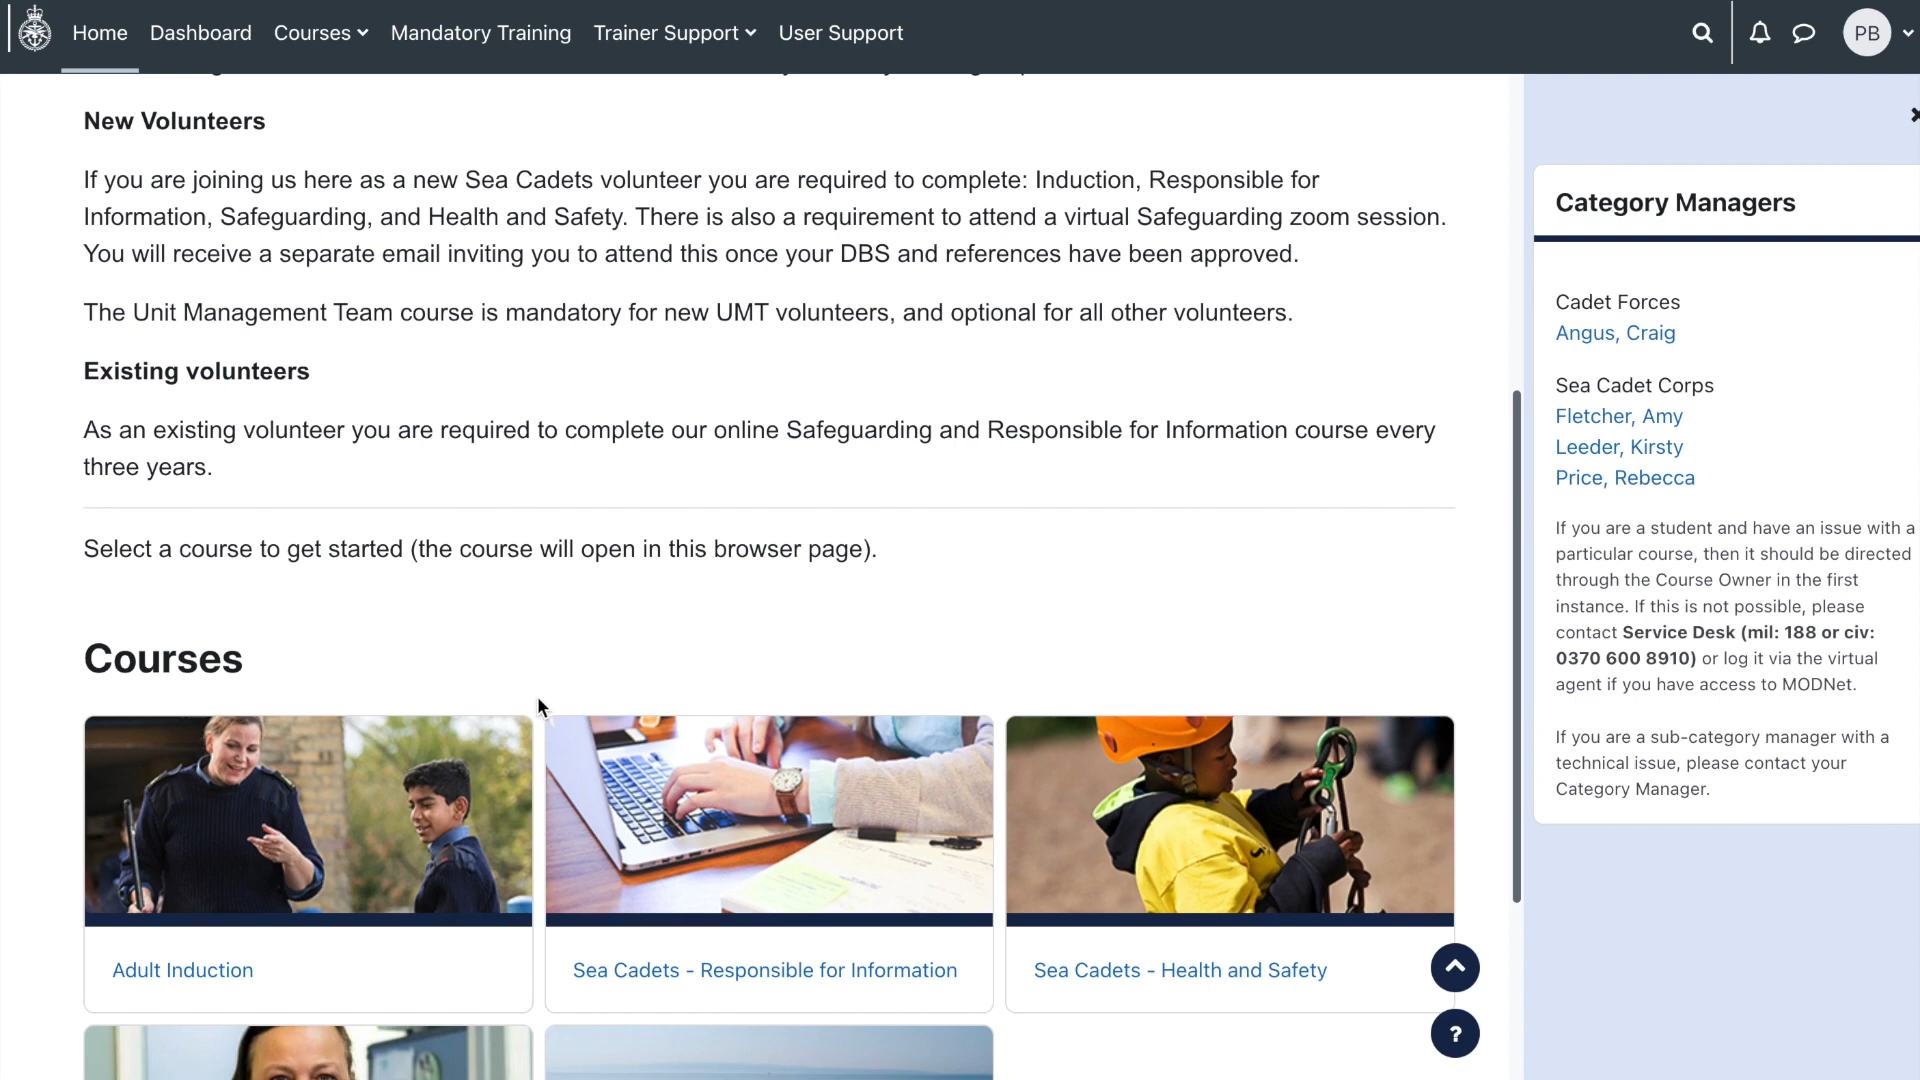 Home Dashboard Courses Mandatory Training Trainer Support User Support
PB
New Volunteers
If you are joining us here as a new Sea Cadets volunteer you are required to complete: Induction, Responsible for
Information, Safeguarding, and Health and Safety. There is also a requirement to attend a virtual Safeguarding zoom session.
You will receive a separate email inviting you to attend this once your DBS and references have been approved.
The Unit Management Team course is mandatory for new UMT volunteers, and optional for all other volunteers.
Existing volunteers
As an existing volunteer you are required to complete our online Safeguarding and Responsible for Information course every
three years.
Select a course to get started (the course will open in this browser page).
Courses
Adult Induction
Sea Cadets - Responsible for Information
Sea Cadets - Health and Safety
?
Category Managers
Cadet Forces
Angus, Craig
Sea Cadet Corps
Fletcher, Amy
Leeder, Kirsty
Price, Rebecca
If you are a student and have an issue with a
particular course, then it should be directed
through the Course Owner in the first
instance. If this is not possible, please
contact Service Desk (mil: 188 or civ:
0370 600 8910) or log it via the virtual
agent if you have access to MODNet.
If you are a sub-category manager with a
technical issue, please contact your
Category Manager.